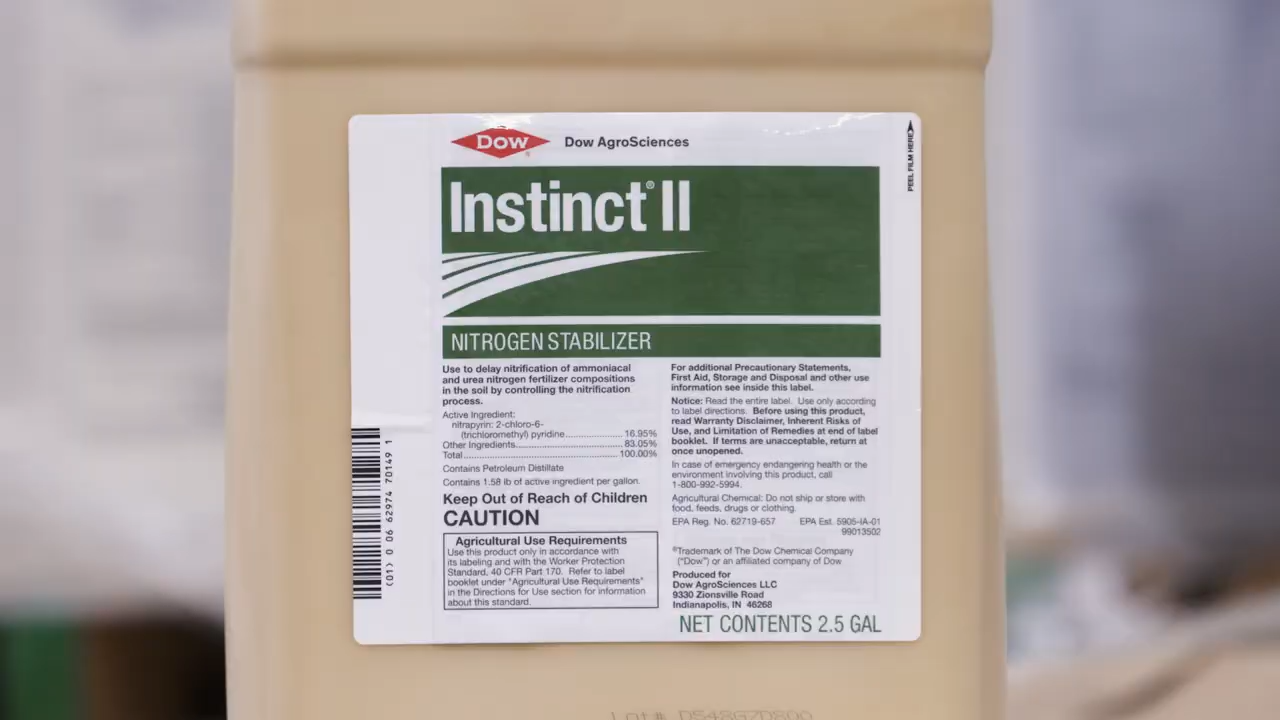 DOW
Dow AgroSciences
PEEL FILM HERE
Instinct® II
NITROGEN STABILIZER
Use to delay nitrification of ammoniacal
and urea nitrogen fertilizer compositions
in the soil by controlling the nitrification
process.
Active Ingredient:
nitrapyrin: 2-chloro-6-
(trichloromethyl) pyridine.................... 16.95%
Other Ingredients...................................... 83.05%
Total...................................................... 100.00%
Contains Petroleum Distillate
Contains 1.58 lb of active ingredient per gallon.
Keep Out of Reach of Children
CAUTION
Agricultural Use Requirements
Use this product only in accordance with
its labeling and with the Worker Protection
Standard, 40 CFR Part 170. Refer to label
booklet under "Agricultural Use Requirements"
in the Directions for Use section for information
about this standard.
For additional Precautionary Statements,
First Aid, Storage and Disposal and other use
information see inside this label.
Notice: Read the entire label. Use only according
to label directions. Before using this product,
read Warranty Disclaimer, Inherent Risks of
Use, and Limitation of Remedies at end of label
booklet. If terms are unacceptable, return at
once unopened.
In case of emergency endangering health or the
environment involving this product, call
1-800-992-5994.
Agricultural Chemical: Do not ship or store with
food, feeds, drugs or clothing.
EPA Reg. No. 62719-657 EPA Est. 5905-IA-01
99013502
®Trademark of The Dow Chemical Company
("Dow") or an affiliated company of Dow
Produced for
Dow AgroSciences LLC
9330 Zionsville Road
Indianapolis, IN 46268
NET CONTENTS 2.5 GAL
(01) 0 06 62974 70149 1
Lot#